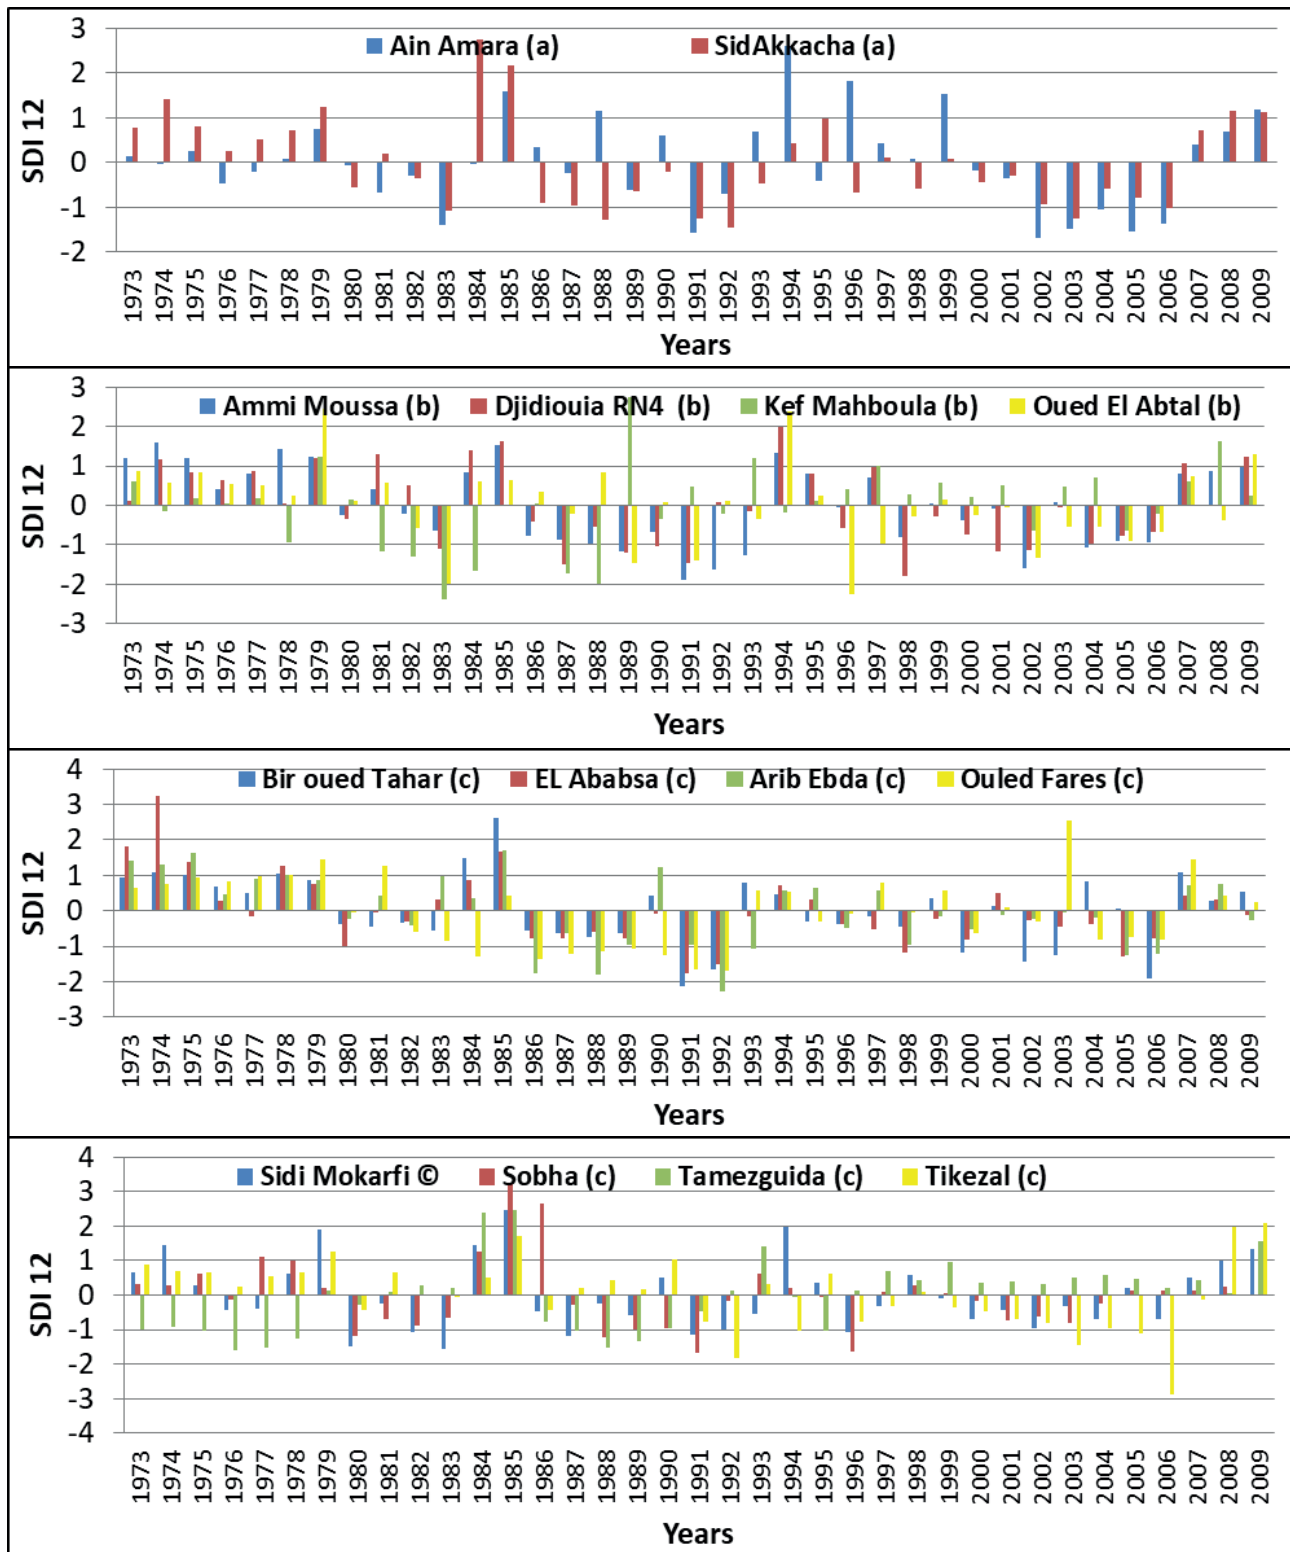 3
2
1
0
-1
-2
SDI 12
Ain Amara (a) SidAkkacha (a)
1973 1974 1975 1976 1977 1978 1979 1980 1981 1982 1983 1984 1985 1986 1987 1988 1989 1990 1991 1992 1993 1994 1995 1996 1997 1998 1999 2000 2001 2002 2003 2004 2005 2006 2007 2008 2009
Years
3
2
1
0
-1
-2
-3
SDI 12
Ammi Moussa (b) Djidiouia RN4 (b) Kef Mahboula (b) Oued El Abtal (b)
1973 1974 1975 1976 1977 1978 1979 1980 1981 1982 1983 1984 1985 1986 1987 1988 1989 1990 1991 1992 1993 1994 1995 1996 1997 1998 1999 2000 2001 2002 2003 2004 2005 2006 2007 2008 2009
Years
4
3
2
1
0
-1
-2
-3
SDI 12
Bir oued Tahar (c) EL Ababsa (c) Arib Ebda (c) Ouled Fares (c)
1973 1974 1975 1976 1977 1978 1979 1980 1981 1982 1983 1984 1985 1986 1987 1988 1989 1990 1991 1992 1993 1994 1995 1996 1997 1998 1999 2000 2001 2002 2003 2004 2005 2006 2007 2008 2009
Years
4
3
2
1
0
-1
-2
-3
-4
SDI 12
Sidi Mokarfi © Sobha (c) Tamezguida (c) Tikezal (c)
1973 1974 1975 1976 1977 1978 1979 1980 1981 1982 1983 1984 1985 1986 1987 1988 1989 1990 1991 1992 1993 1994 1995 1996 1997 1998 1999 2000 2001 2002 2003 2004 2005 2006 2007 2008 2009
Years